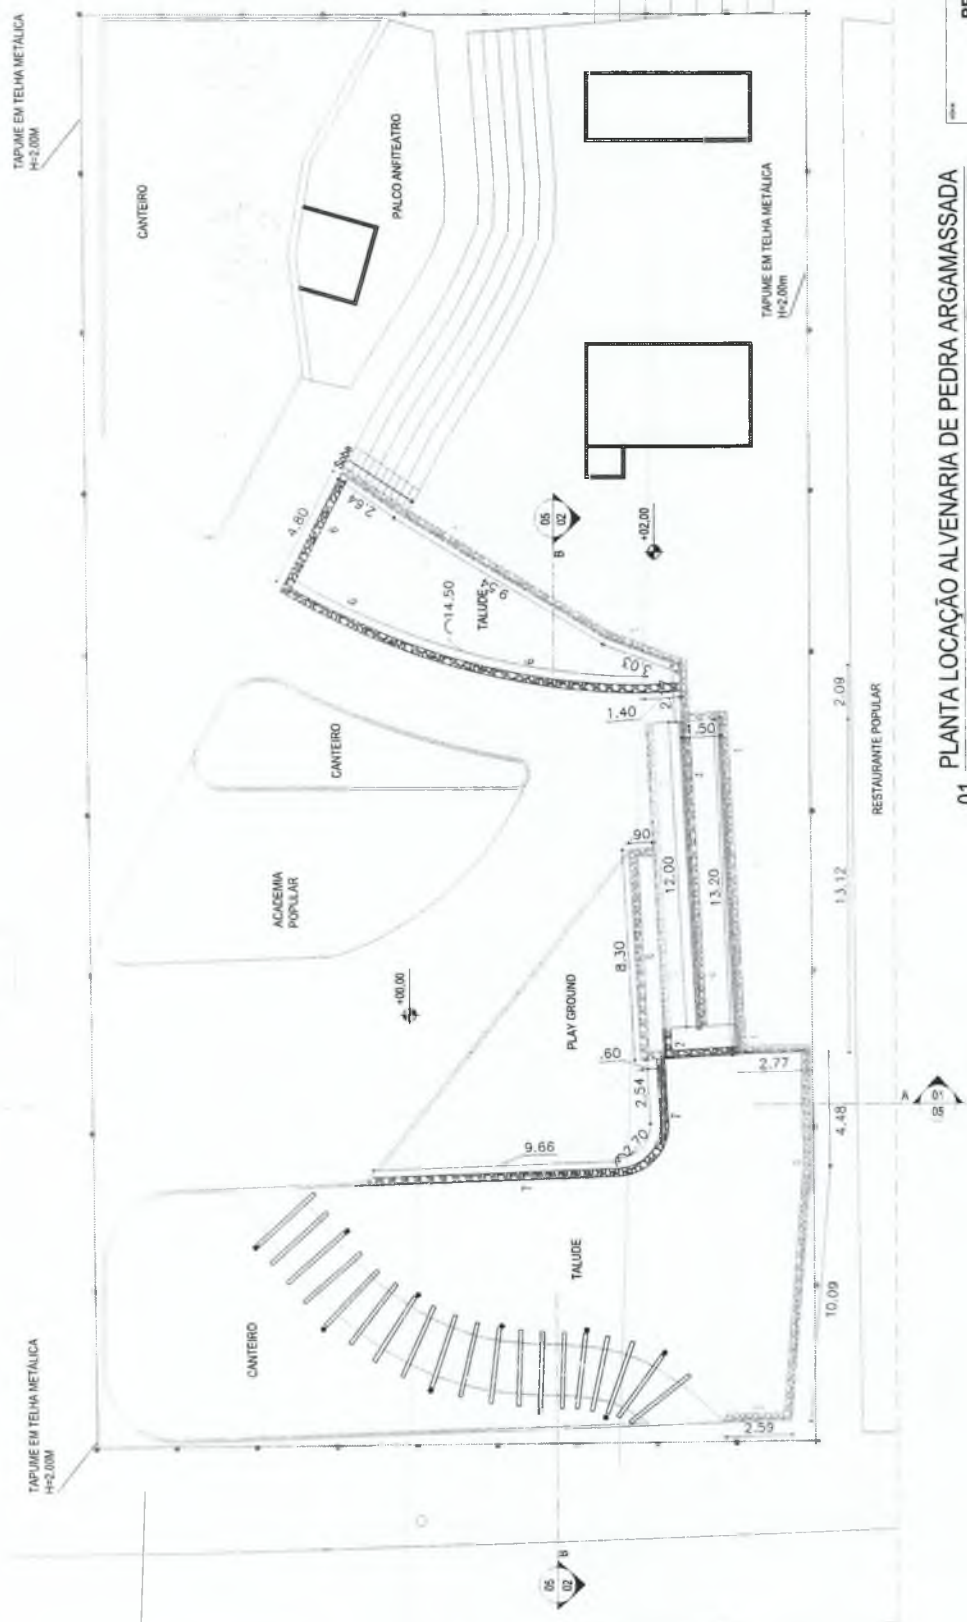 TAPUME EM TELHA METÁLICA
H=2.00M
CANTEIRO
PALCO ANFITEATRO
TAPUME EM TELHA METÁLICA
H=2.00m
Sobe
4.80
2.64
05
02
B
+02,00
14.50
TALUDE
3.03
1.40
.50
2.09
CANTEIRO
RESTAURANTE POPULAR
ACADEMIA
POPULAR
.90
12.00
13.20
13.12
8.30
+00,00
PLAY GROUND
.60
2.54
2.77
2.70
9.66
4.48
A
01
05
TALUDE
CANTEIRO
10.09
2.59
TAPUME EM TELHA METÁLICA
H=2.00M
05
02
B
01 PLANTA LOCAÇÃO ALVENARIA DE PEDRA ARGAMASSADA